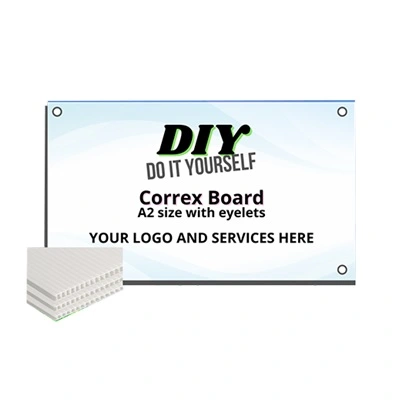 DIY
DO IT YOURSELF
Correx Board
A2 size with eyelets
YOUR LOGO AND SERVICES HERE